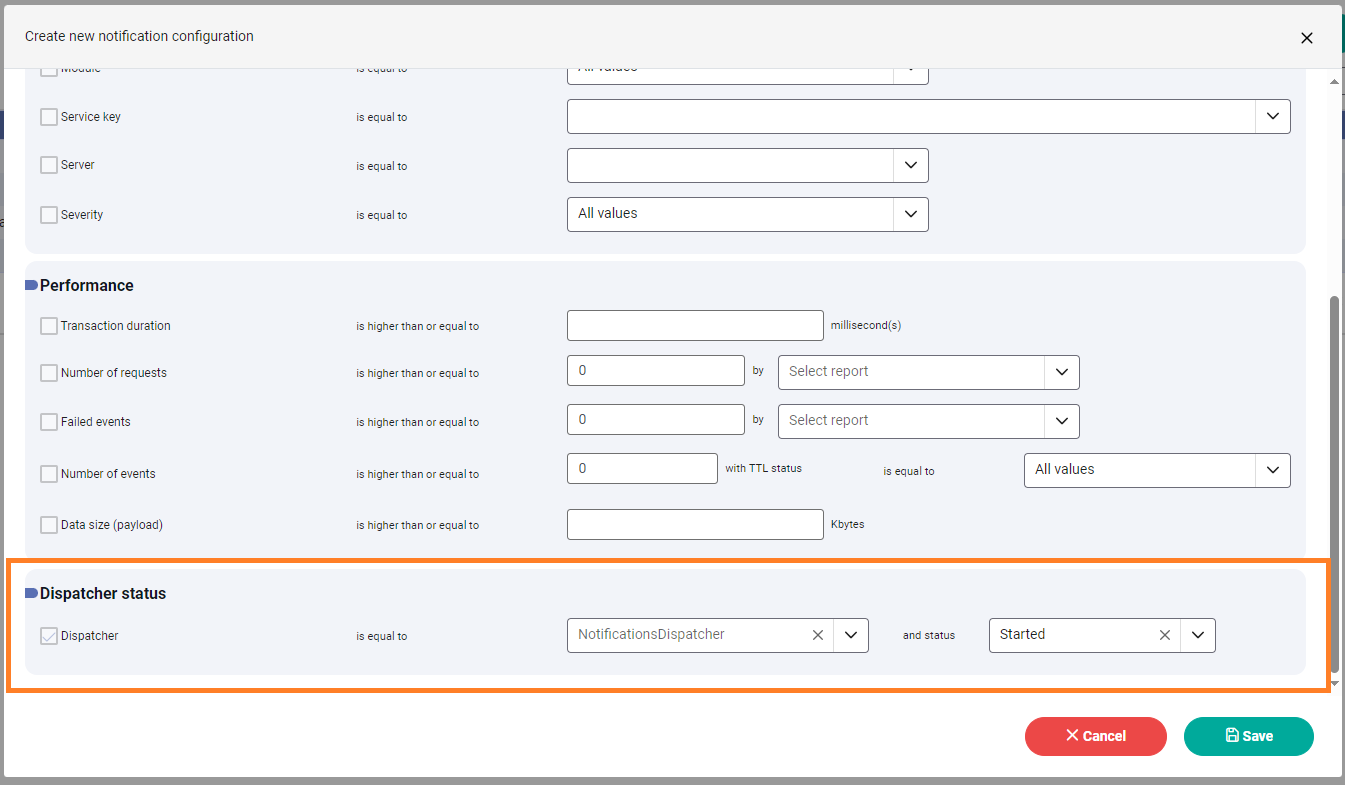 Create new notification configuration
Module is equal to All values
Service key is equal to
Server is equal to
Severity is equal to All values
Performance
Transaction duration is higher than or equal to millisecond(s)
Number of requests is higher than or equal to 0 by Select report
Failed events is higher than or equal to 0 by Select report
Number of events is higher than or equal to 0 with TTL status is equal to All values
Data size (payload) is higher than or equal to Kbytes
Dispatcher status
Dispatcher is equal to NotificationsDispatcher and status Started
Cancel Save